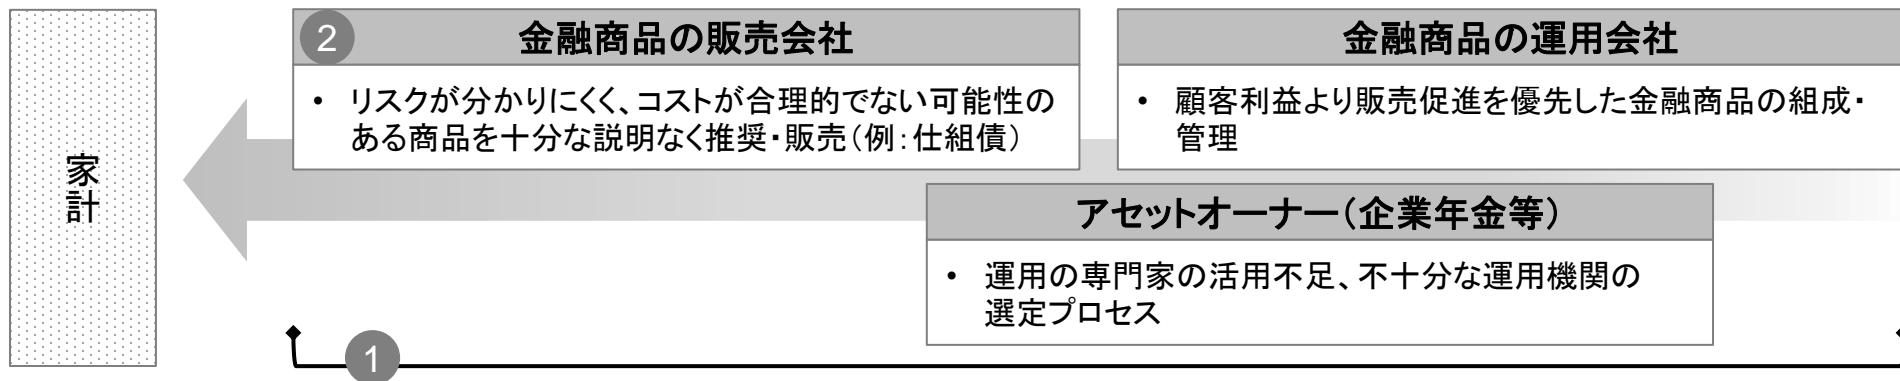 家計
2
金融商品の販売会社
• リスクが分かりにくく、コストが合理的でない可能性の
ある商品を十分な説明なく推奨・販売（例：仕組債）
金融商品の運用会社
• 顧客利益より販売促進を優先した金融商品の組成・
管理
アセットオーナー（企業年金等）
• 運用の専門家の活用不足、不十分な運用機関の
選定プロセス
1